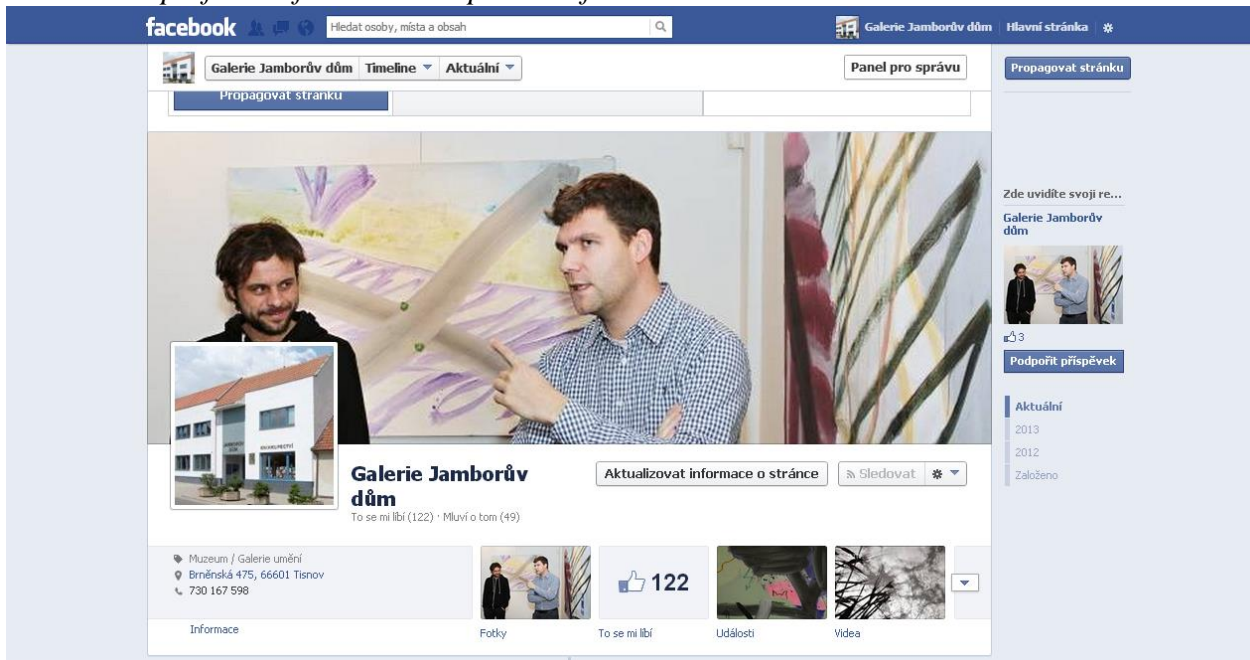 facebook
Hledat osoby, místa a obsah
Galerie Jamborův dům
Hlavní stránka
Galerie Jamborův dům
Timeline
Aktuální
Panel pro správu
Propagovat stránku
Propagovat stránku
Zde uvidíte svoji re...
Galerie Jamborův
dům
3
Podpořit příspěvek
Aktuální
2013
2012
Založeno
Galerie Jamborův
dům
To se mi líbí (122) · Mluví o tom (49)
Aktualizovat informace o stránce
Sledovat
Muzeum / Galerie umění
Brněnská 475, 66601 Tisnov
730 167 598
Informace
122
Fotky
To se mi líbí
Události
Videa